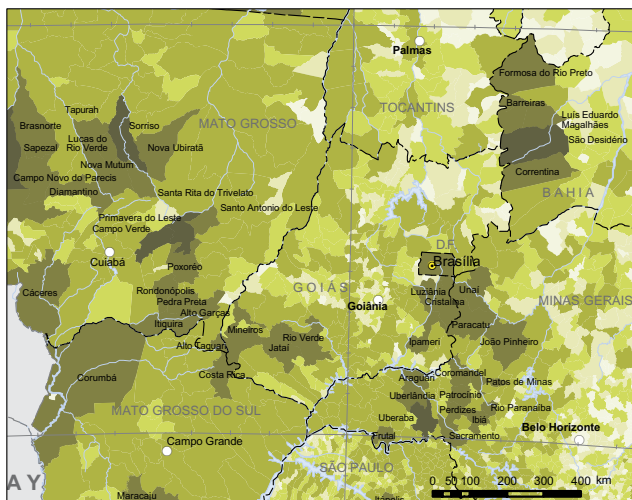 Palmas
Formosa do Rio Preto
Tapurah
Barreiras
TOCANTINS
Luís Eduardo
Magalhães
Brasnorte
Sorriso
MATO GROSSO
Lucas do
Rio Verde
São Desidério
Sapezal
Nova Ubiratã
Nova Mutum
Correntina
Campo Novo do Parecis
Diamantino
Santa Rita do Trivelato
BAHIA
Santo Antonio do Leste
Primavera do Leste
Campo Verde
D.F.
Cuiabá
Brasília
Poxoréo
Cáceres
GOIÁS
Luziânia
Unaí
Rondonópolis
Cristalina
MINAS GERAIS
Pedra Preta
Goiânia
Alto Garças
Itiquira
Mineiros
Paracatu
Rio Verde
Alto Taquari
Jataí
Ipameri
João Pinheiro
Coromandel
Corumbá
Costa Rica
Araguari
Patos de Minas
Uberlândia
Patrocínio
MATO GROSSO DO SUL
Perdizes
Rio Paranaíba
Uberaba
Ibiá
Belo Horizonte
Campo Grande
Frutal
Sacramento
SÃO PAULO
AY
0 50 100 200 300 400 km
Maracaju
Itápolis